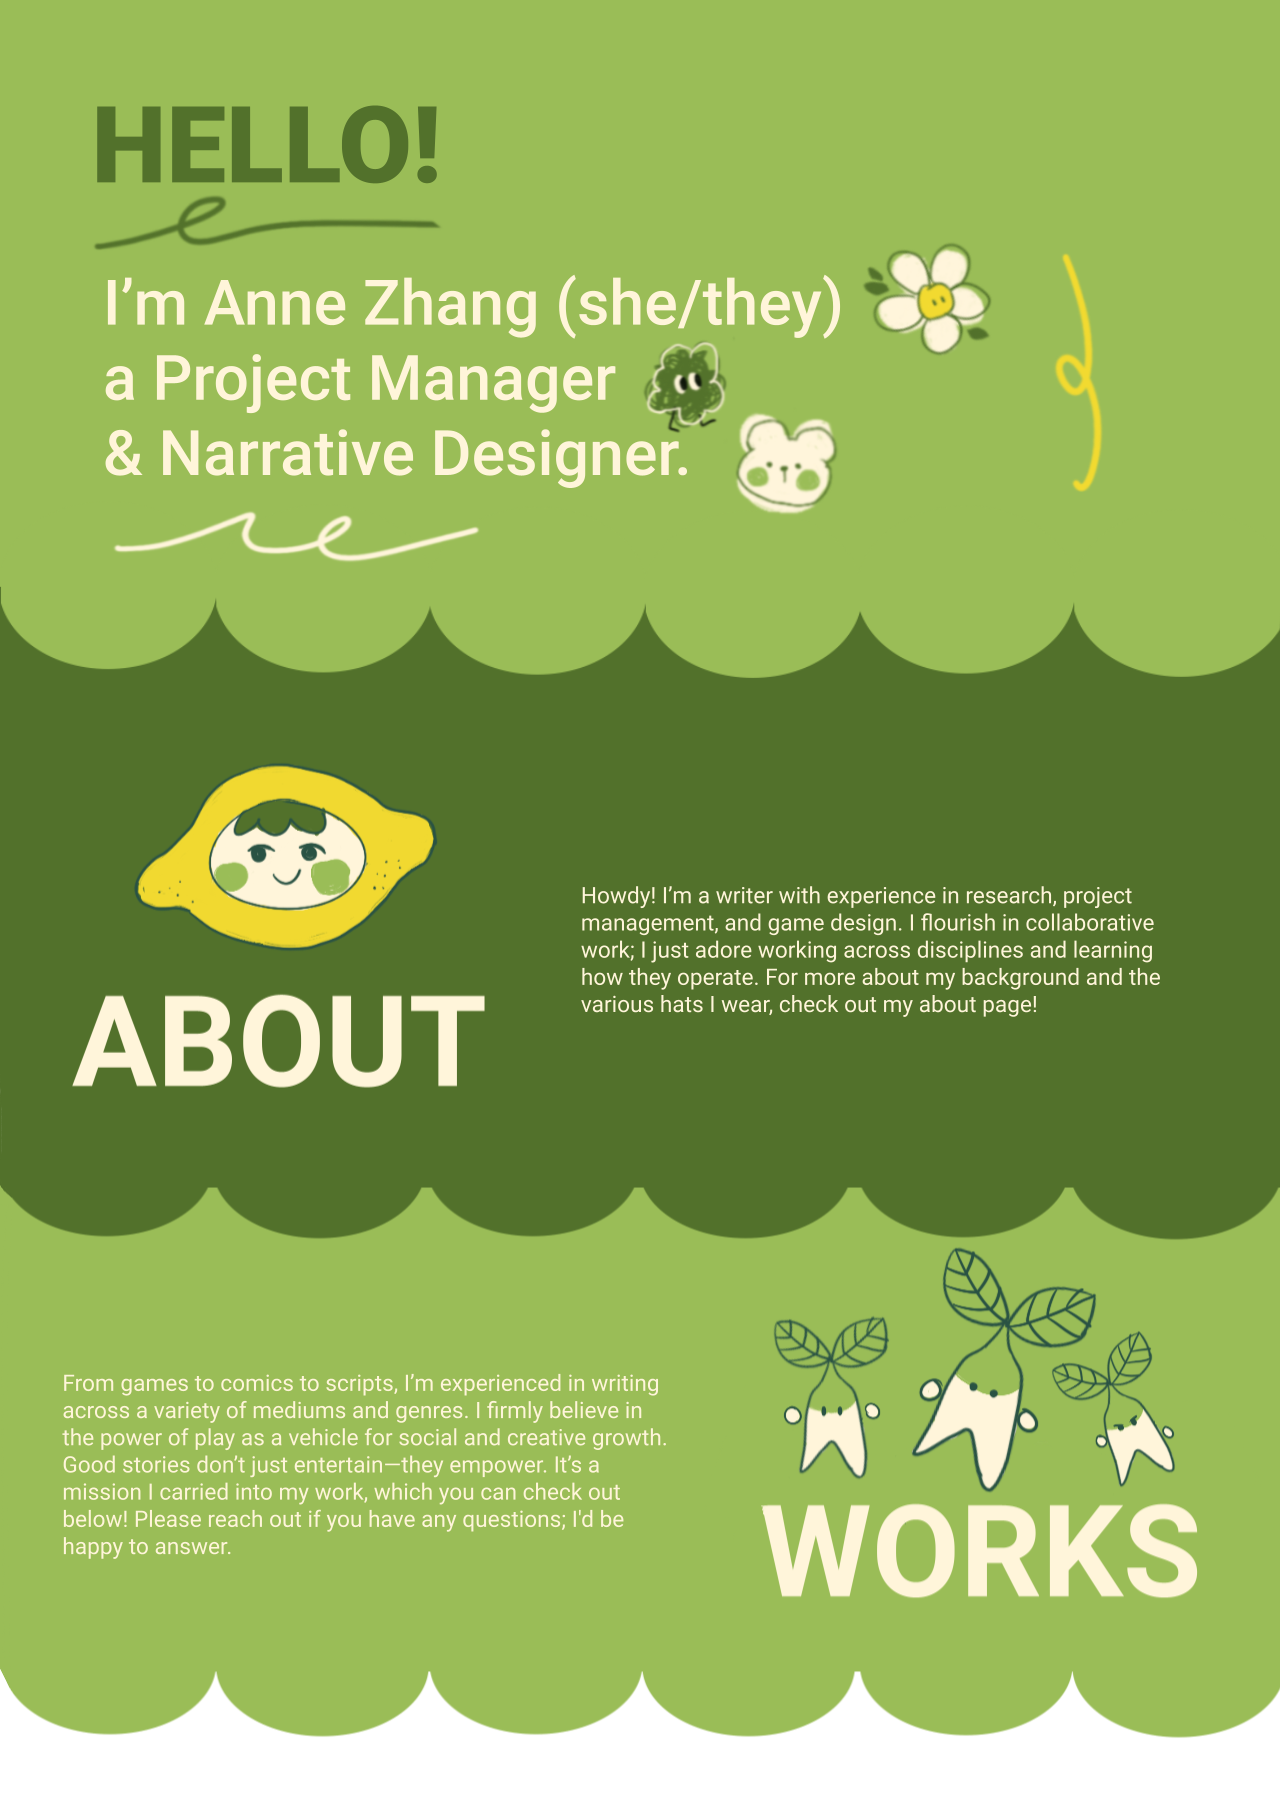 HELLO!
I’m Anne Zhang (she/they)
a Project Manager
& Narrative Designer.
ABOUT
Howdy! I’m a writer with experience in research, project
management, and game design. I flourish in collaborative
work; I just adore working across disciplines and learning
how they operate. For more about my background and the
various hats I wear, check out my about page!
From games to comics to scripts, I’m experienced in writing
across a variety of mediums and genres. I firmly believe in
the power of play as a vehicle for social and creative growth.
Good stories don’t just entertain—they empower. It’s a
mission I carried into my work, which you can check out
below! Please reach out if you have any questions; I'd be
happy to answer.
WORKS